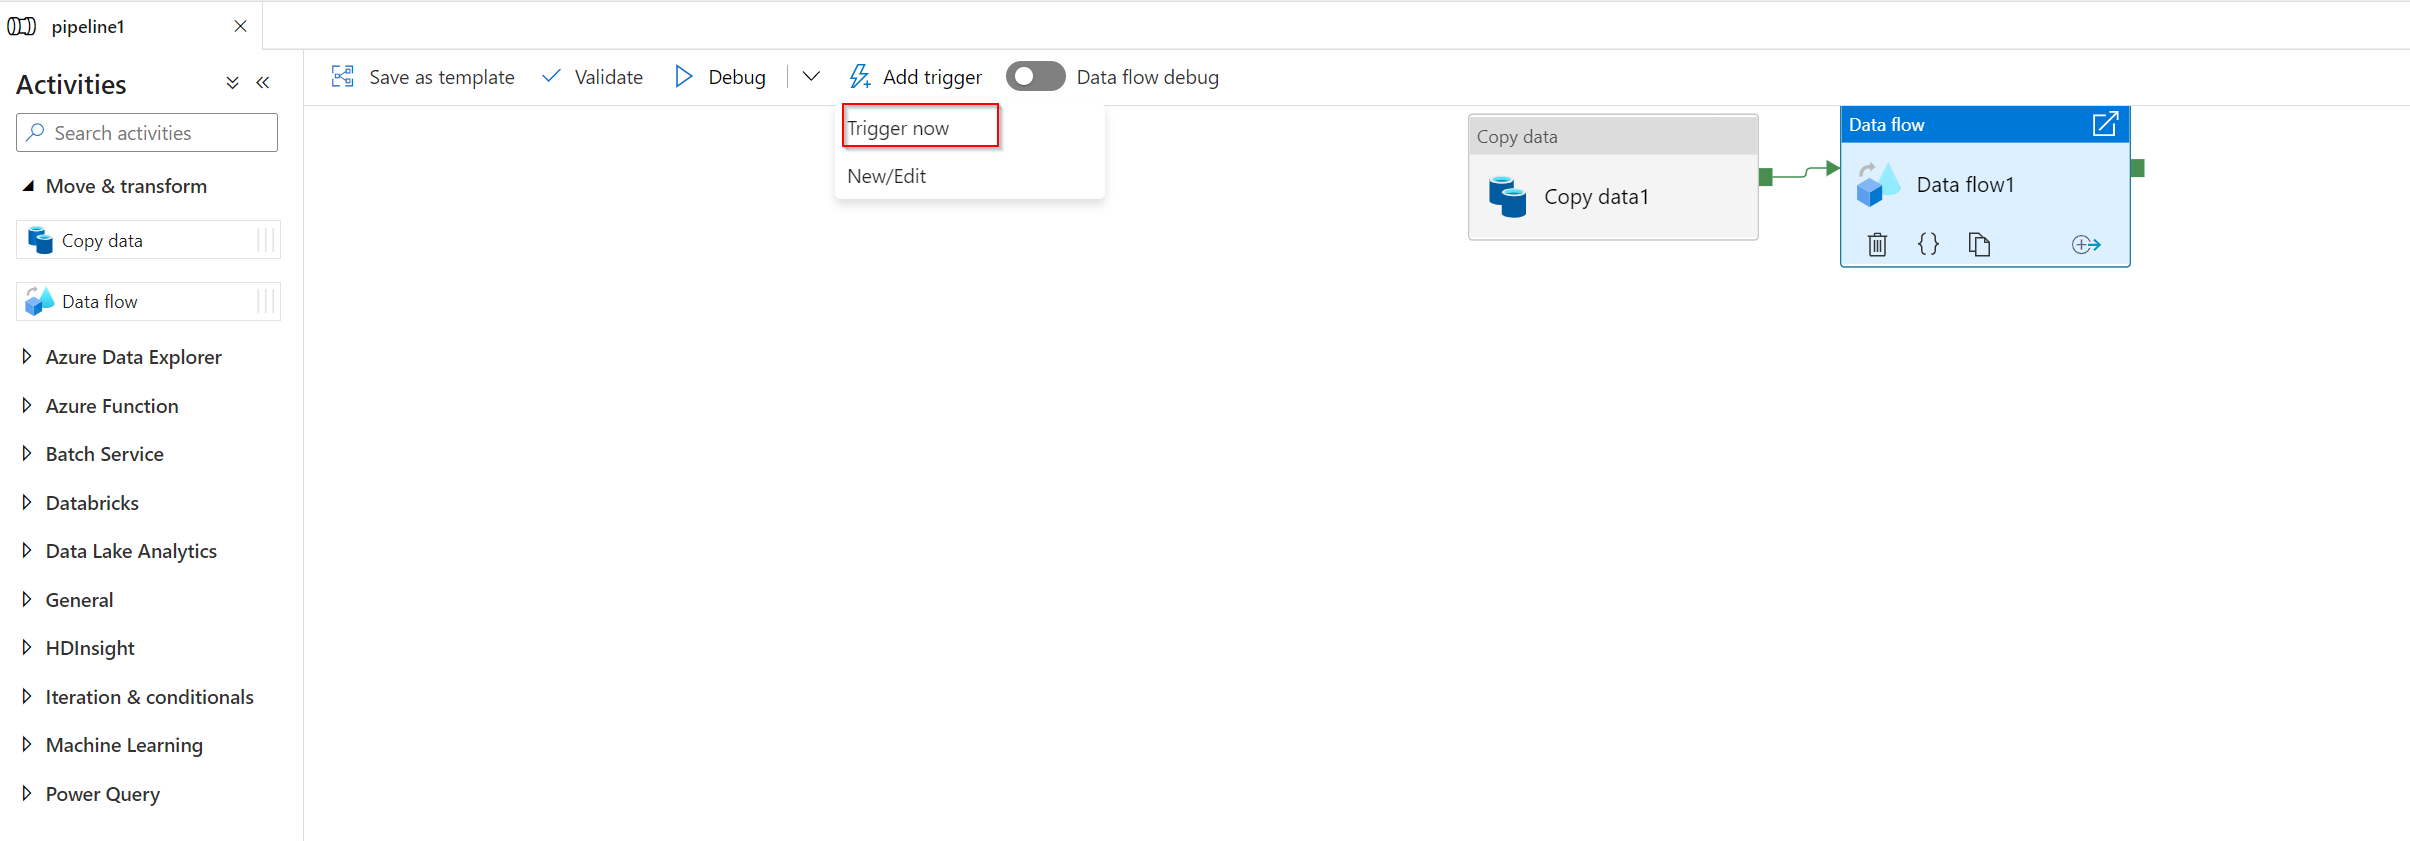 pipeline1
Activities
Search activities
Move & transform
Copy data
Data flow
Azure Data Explorer
Azure Function
Batch Service
Databricks
Data Lake Analytics
General
HDInsight
Iteration & conditionals
Machine Learning
Power Query
Save as template
Validate
Debug
Add trigger
Data flow debug
Trigger now
New/Edit
Copy data
Copy data1
Data flow
Data flow1